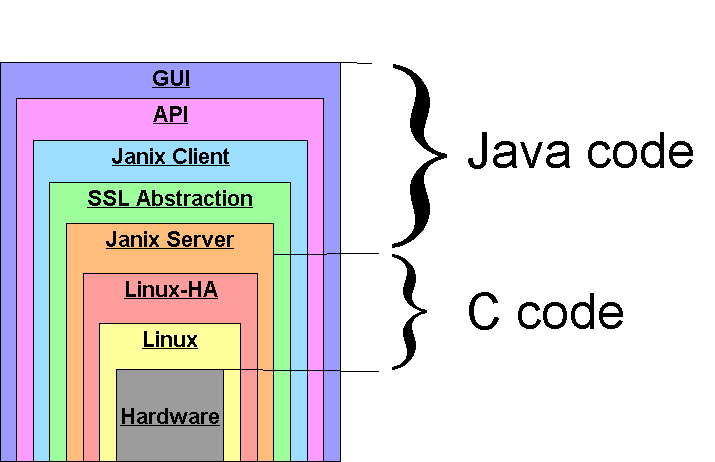 GUI
API
Janix Client
SSL Abstraction
Janix Server
Linux-HA
Linux
Hardware
Java code
C code